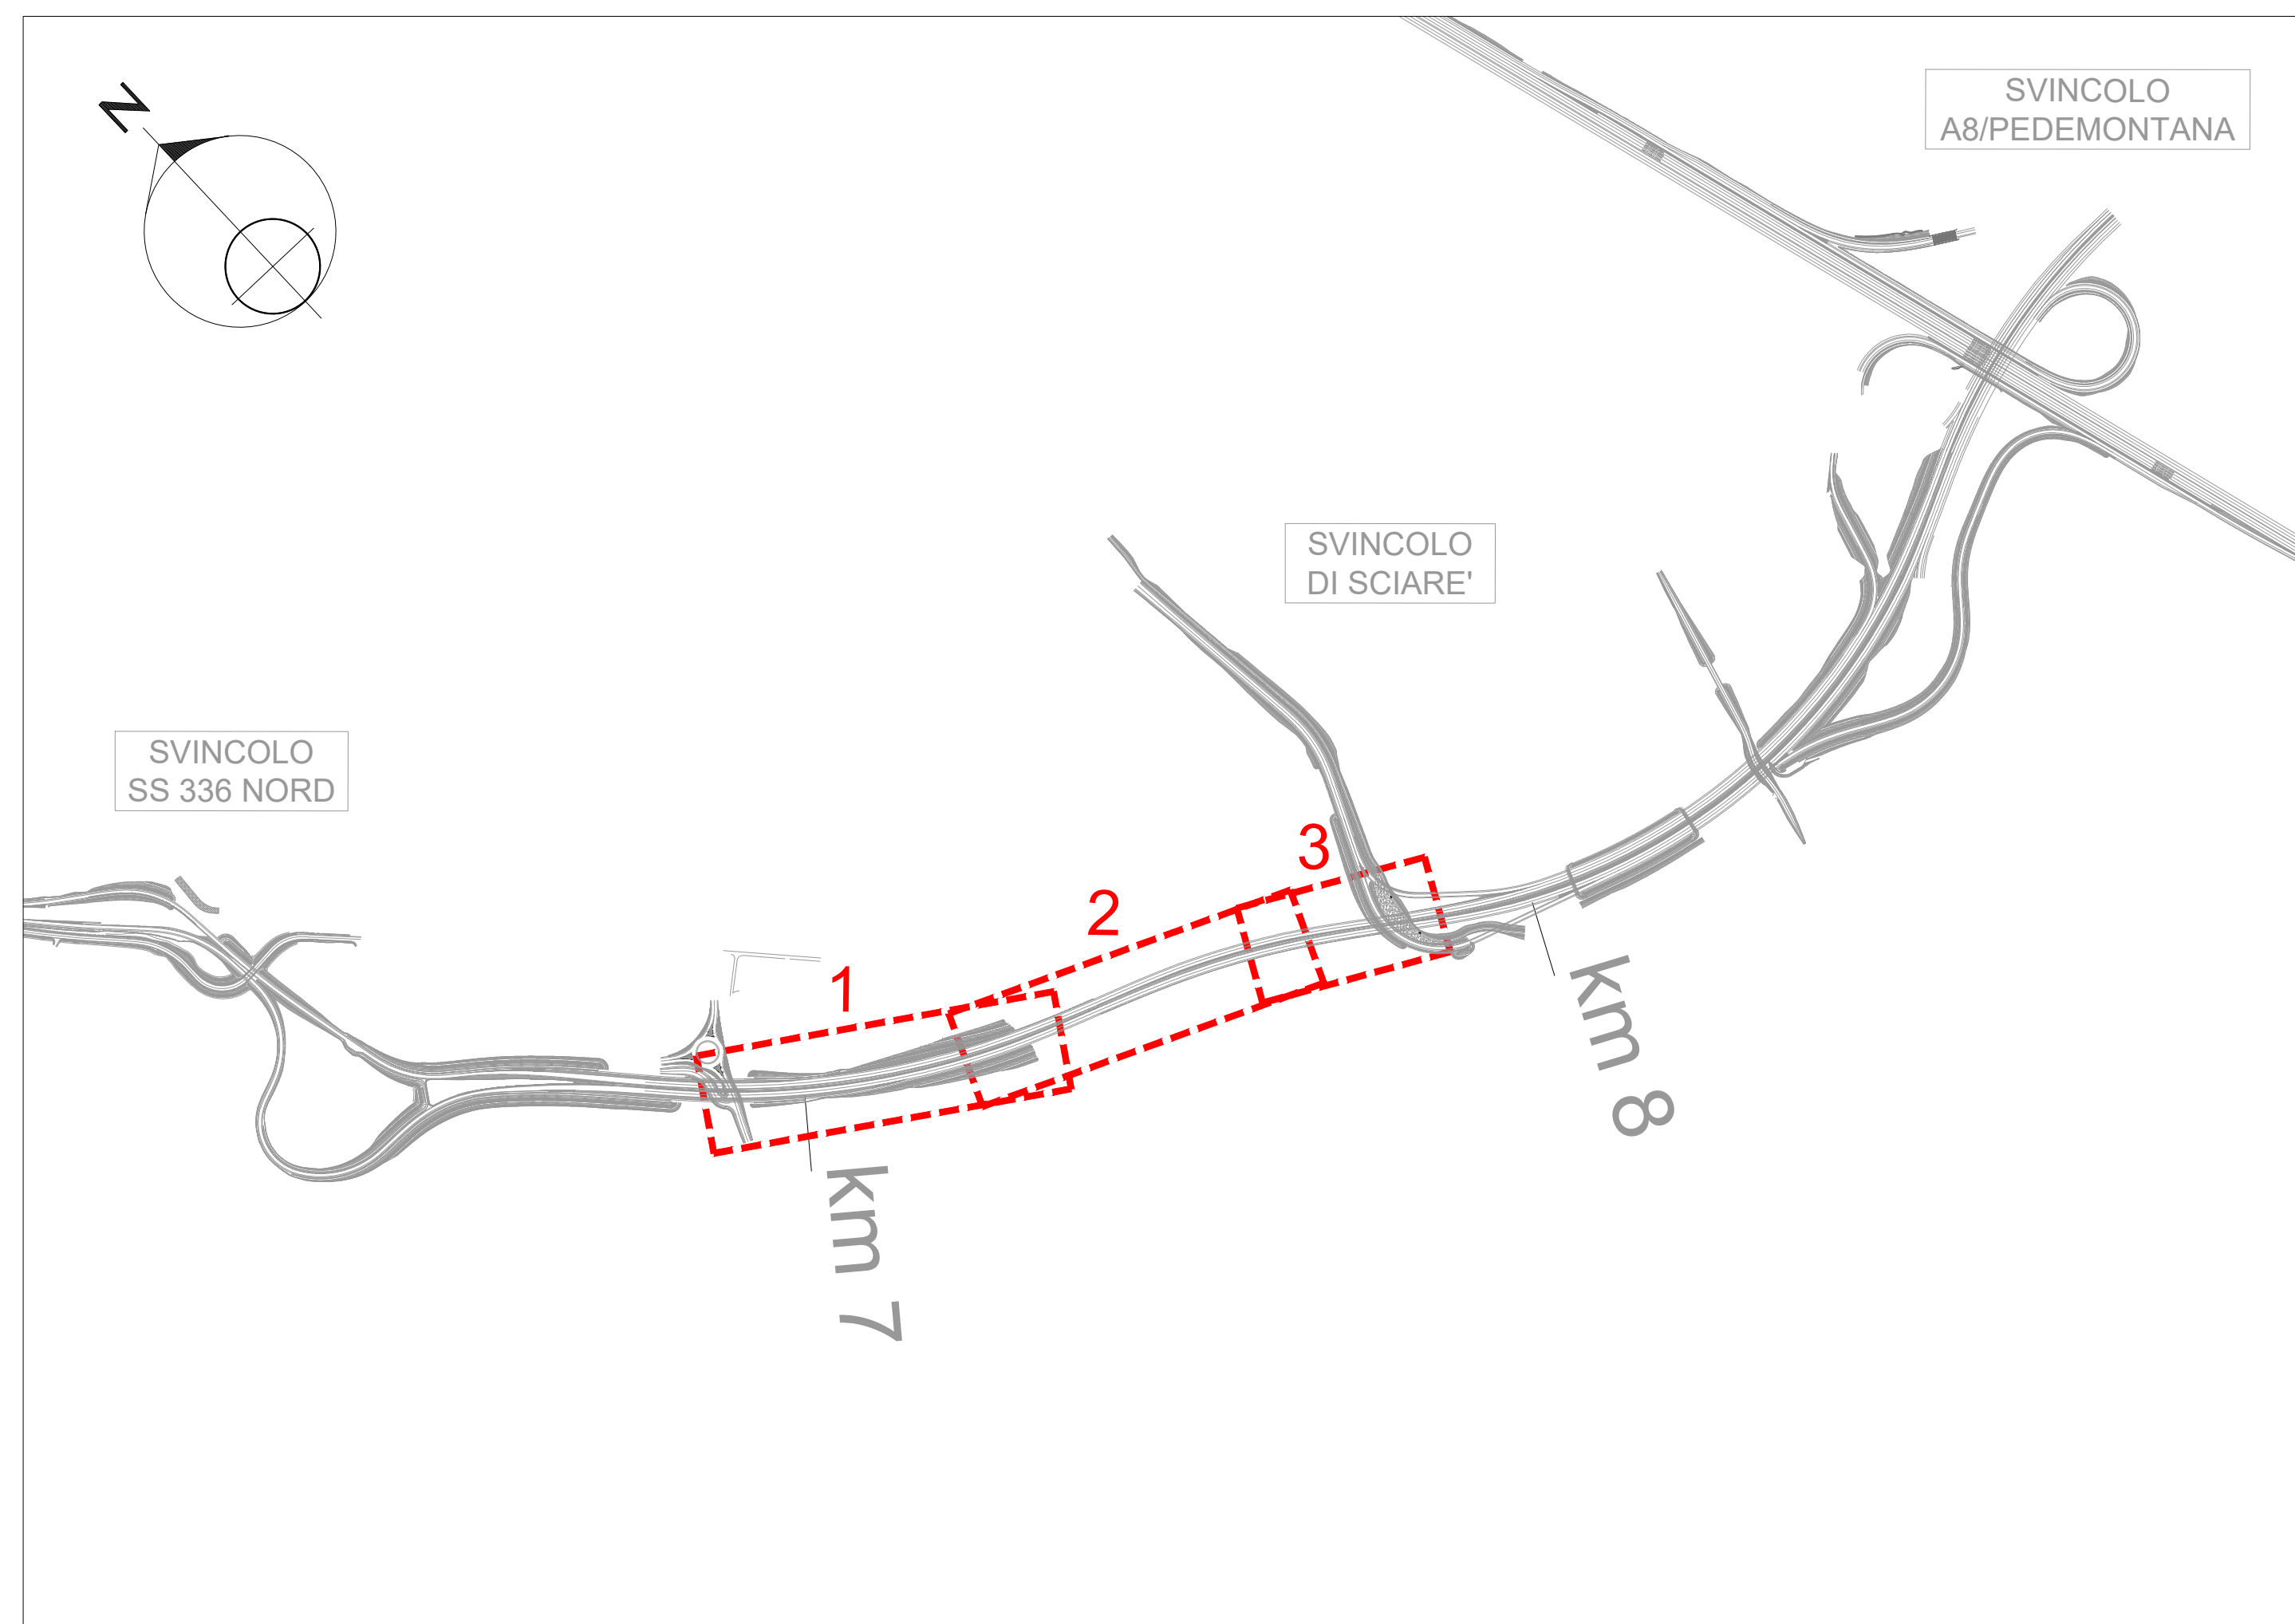 N
SVINCOLO
A8/PEDEMONTANA
SVINCOLO
DI SCIARE'
SVINCOLO
SS 336 NORD
3
2
1
km 8
km 7